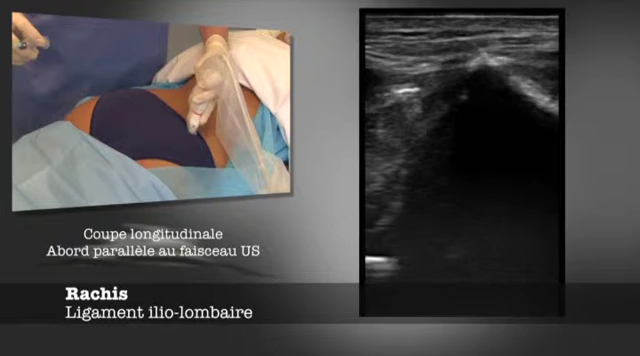 Coupe longitudinale
Abord parallèle au faisceau US
Rachis
Ligament ilio-lombaire